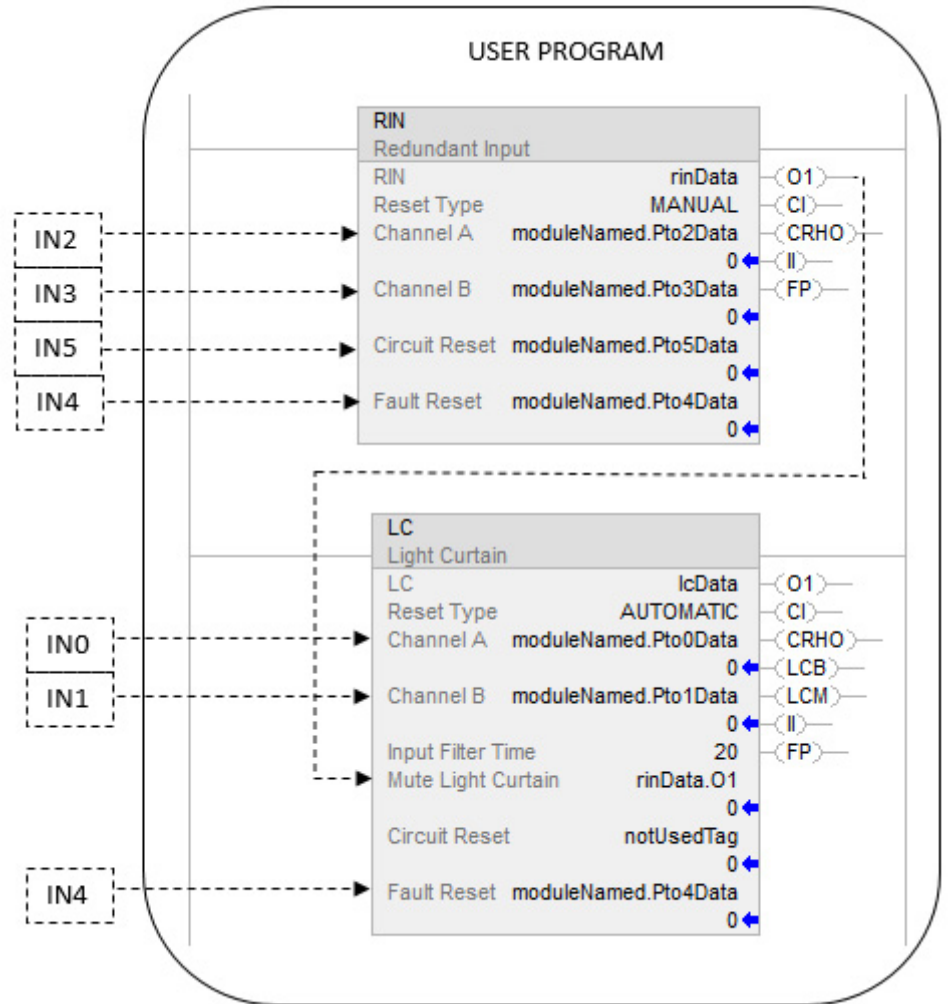 USER PROGRAM
RIN
Redundant Input
RIN rinData (O1)
Reset Type MANUAL (CI)
IN2 Channel A moduleNamed.Pto2Data (CRHO)
0 (II)
IN3 Channel B moduleNamed.Pto3Data (FP)
0
IN5 Circuit Reset moduleNamed.Pto5Data
0
IN4 Fault Reset moduleNamed.Pto4Data
0
LC
Light Curtain
LC lcData (O1)
Reset Type AUTOMATIC (CI)
IN0 Channel A moduleNamed.Pto0Data (CRHO)
0 (LCB)
IN1 Channel B moduleNamed.Pto1Data (LCM)
0 (II)
Input Filter Time 20 (FP)
Mute Light Curtain rinData.O1
0
Circuit Reset notUsedTag
0
IN4 Fault Reset moduleNamed.Pto4Data
0